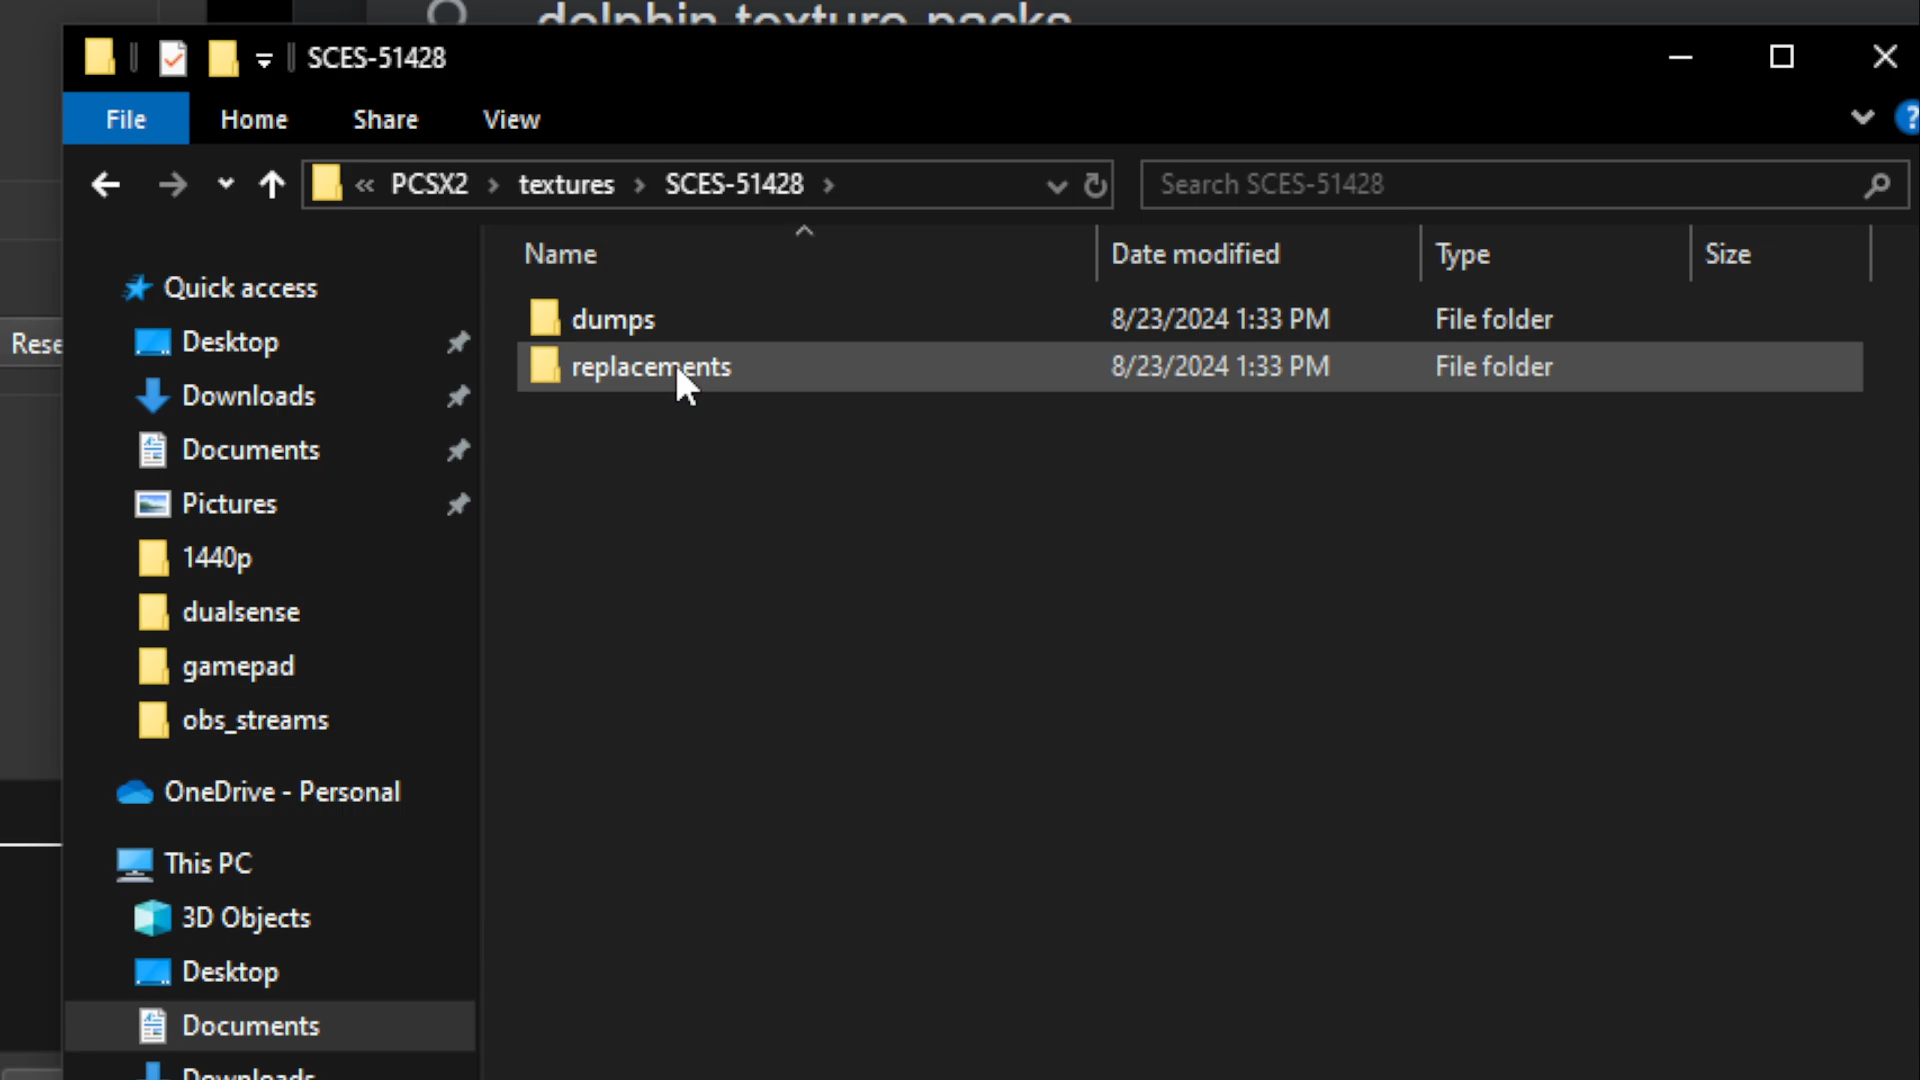 dolphin texture packs
SCES-51428
File Home Share View
?
« PCSX2 > textures > SCES-51428 >
Search SCES-51428
Name Date modified Type Size
Quick access
dumps 8/23/2024 1:33 PM File folder
Rese
Desktop
replacements 8/23/2024 1:33 PM File folder
Downloads
Documents
Pictures
1440p
dualsense
gamepad
obs_streams
OneDrive - Personal
This PC
3D Objects
Desktop
Documents
Downloads